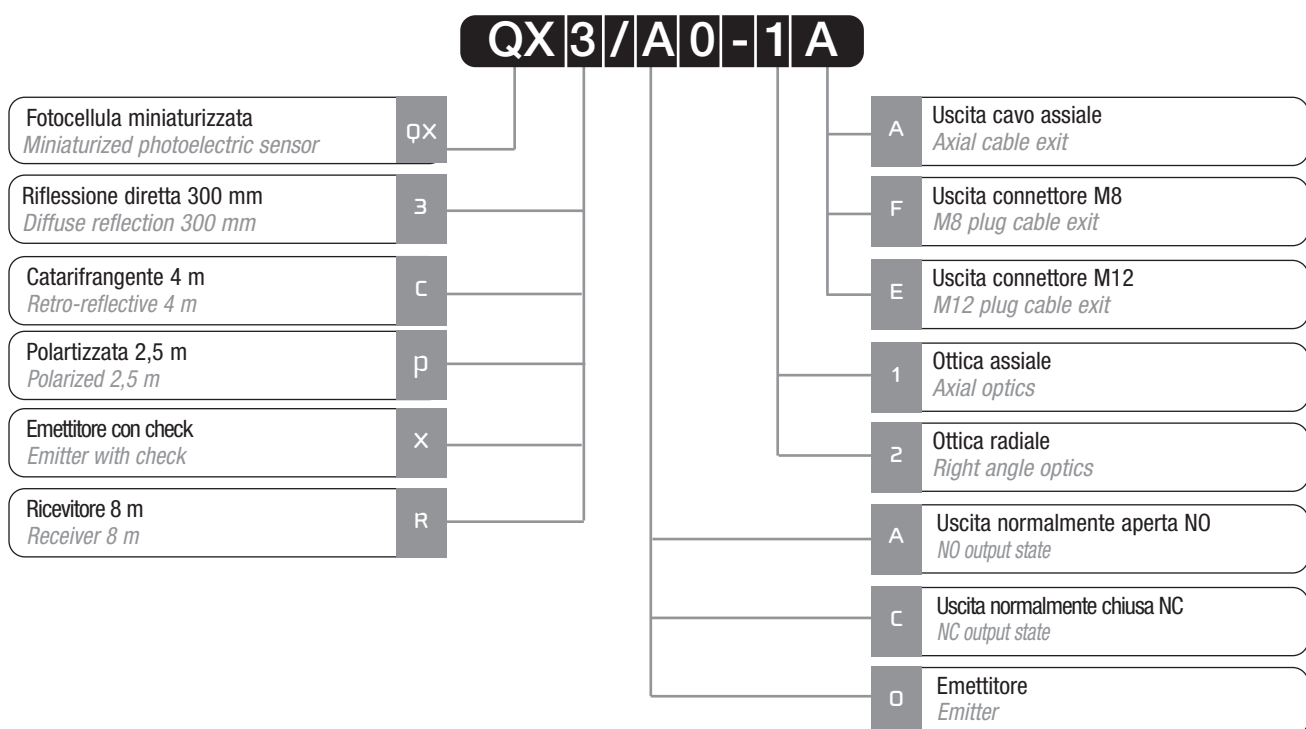 QX3/A0-1A
Fotocellula miniaturizzata
Miniaturized photoelectric sensor
QX
Riflessione diretta 300 mm
Diffuse reflection 300 mm
3
Catarifrangente 4 m
Retro-reflective 4 m
C
Polartizzata 2,5 m
Polarized 2,5 m
P
Emettitore con check
Emitter with check
X
Ricevitore 8 m
Receiver 8 m
R
A
Uscita cavo assiale
Axial cable exit
F
Uscita connettore M8
M8 plug cable exit
E
Uscita connettore M12
M12 plug cable exit
1
Ottica assiale
Axial optics
2
Ottica radiale
Right angle optics
A
Uscita normalmente aperta NO
NO output state
C
Uscita normalmente chiusa NC
NC output state
0
Emettitore
Emitter